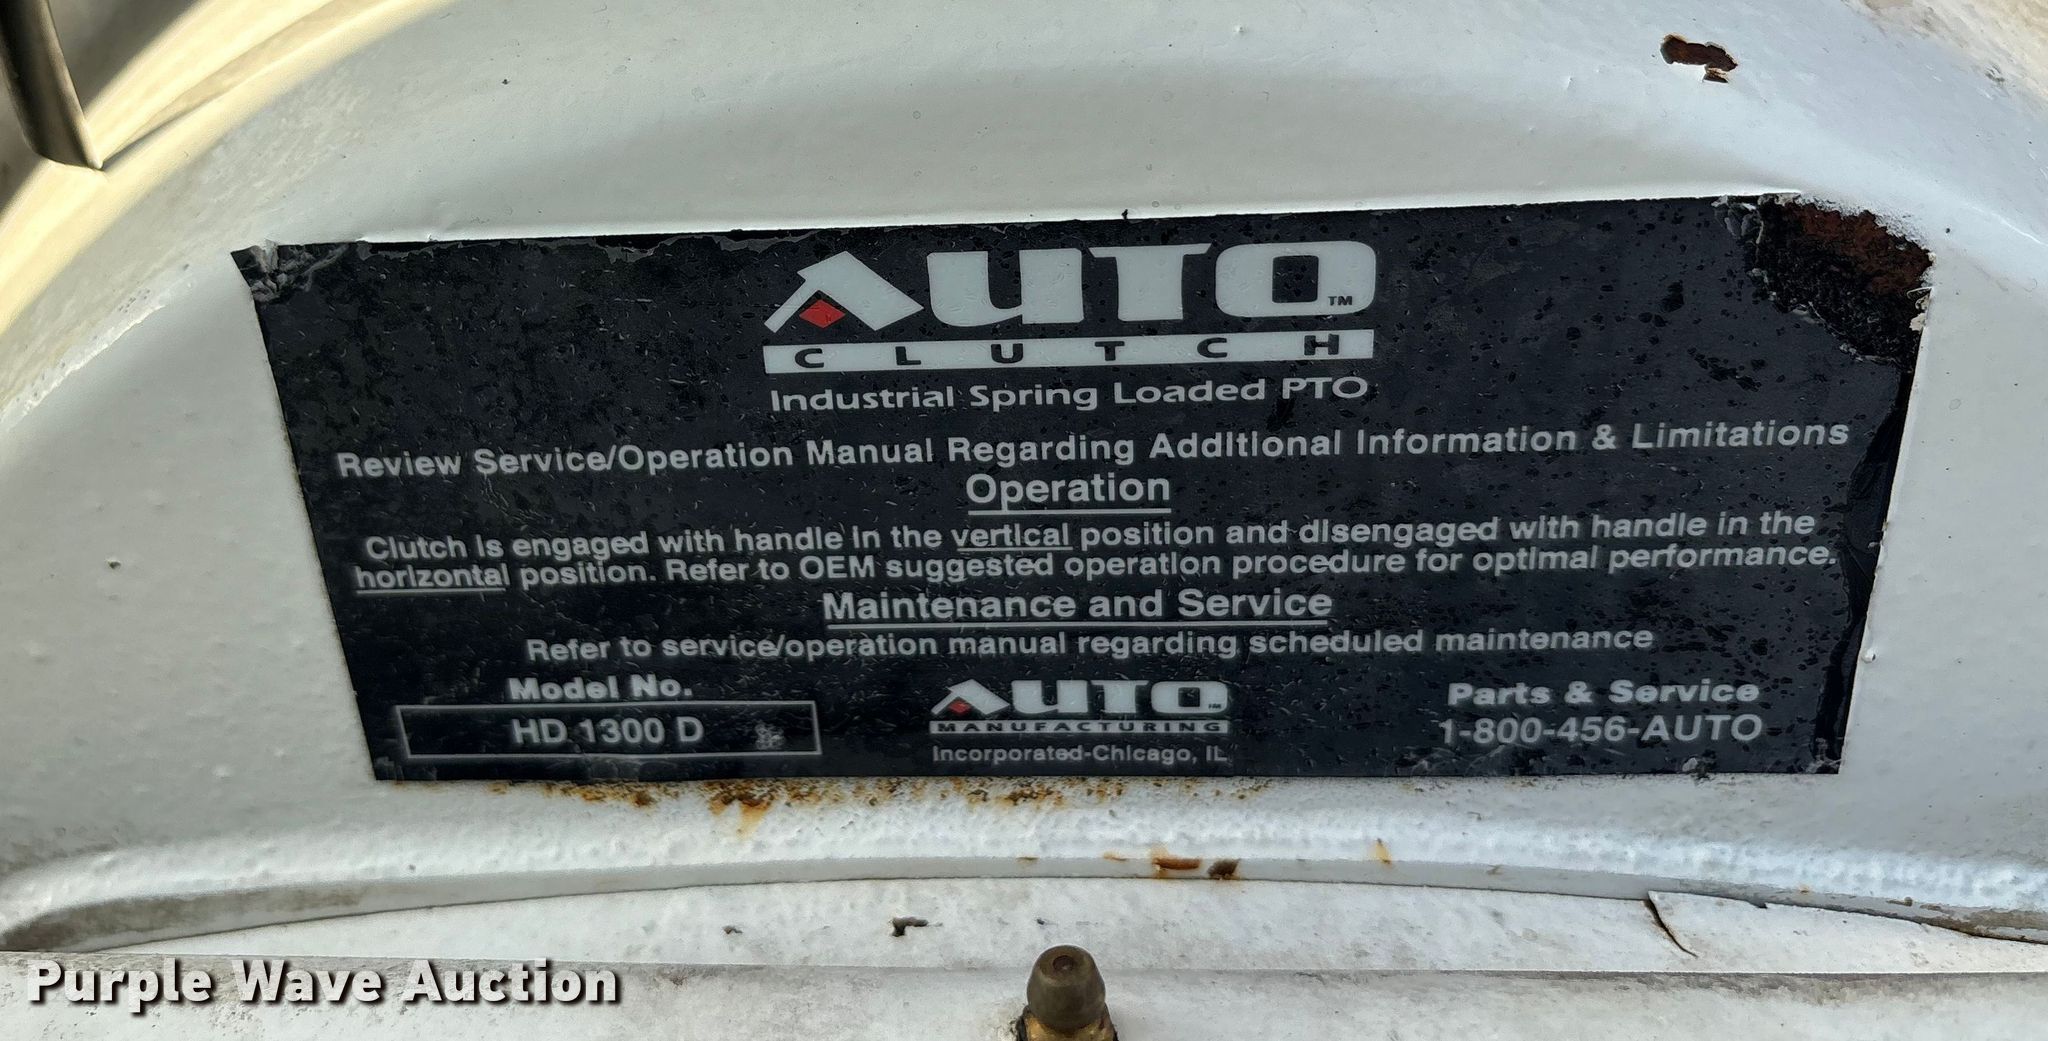 AUTO™
CLUTCH
Industrial Spring Loaded PTO
Review Service/Operation Manual Regarding Additional Information & Limitations
Operation
Clutch is engaged with handle in the vertical position and disengaged with handle in the
horizontal position. Refer to OEM suggested operation procedure for optimal performance.
Maintenance and Service
Refer to service/operation manual regarding scheduled maintenance
Model No.
HD 1300 D
AUTO™
MANUFACTURING
Incorporated-Chicago, IL
Parts & Service
1-800-456-AUTO
Purple Wave Auction